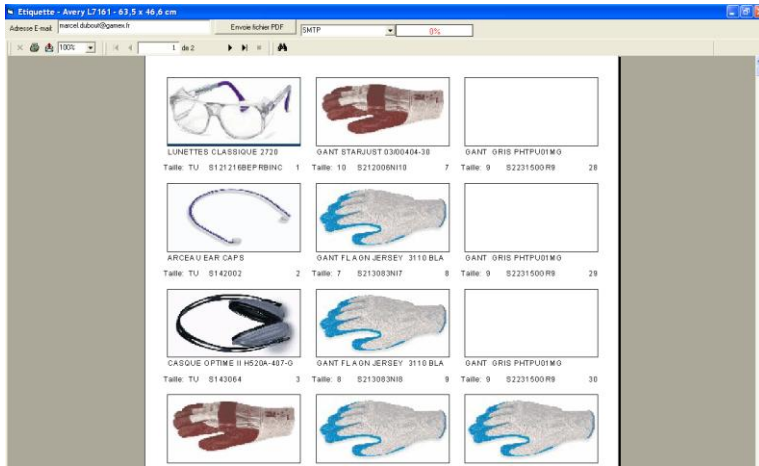 Etiquette - Avery L7161 - 63,5 x 46,6 cm
Adresse E-mail: marcel.dubout@gamex.fr Envoie fichier PDF SMTP 0%
100% 1 de 2
LUNETTES CLASSIQUE 2720 GANT STARJUST 03/00404-30 GANT GRIS PHTPU01MG
Taille: TU S121216BEPRBINC 1 Taille: 10 S212006NI10 7 Taille: 9 S2231500R9 28
ARCEAU EAR CAPS GANT FLAGN JERSEY 3110 BLA GANT GRIS PHTPU01MG
Taille: TU S142002 2 Taille: 7 S213083NI7 8 Taille: 9 S2231500R9 29
CASQUE OPTIME II H520A-407-G GANT FLAGN JERSEY 3110 BLA GANT GRIS PHTPU01MG
Taille: TU S143064 3 Taille: 8 S213083NI8 9 Taille: 9 S2231500R9 30